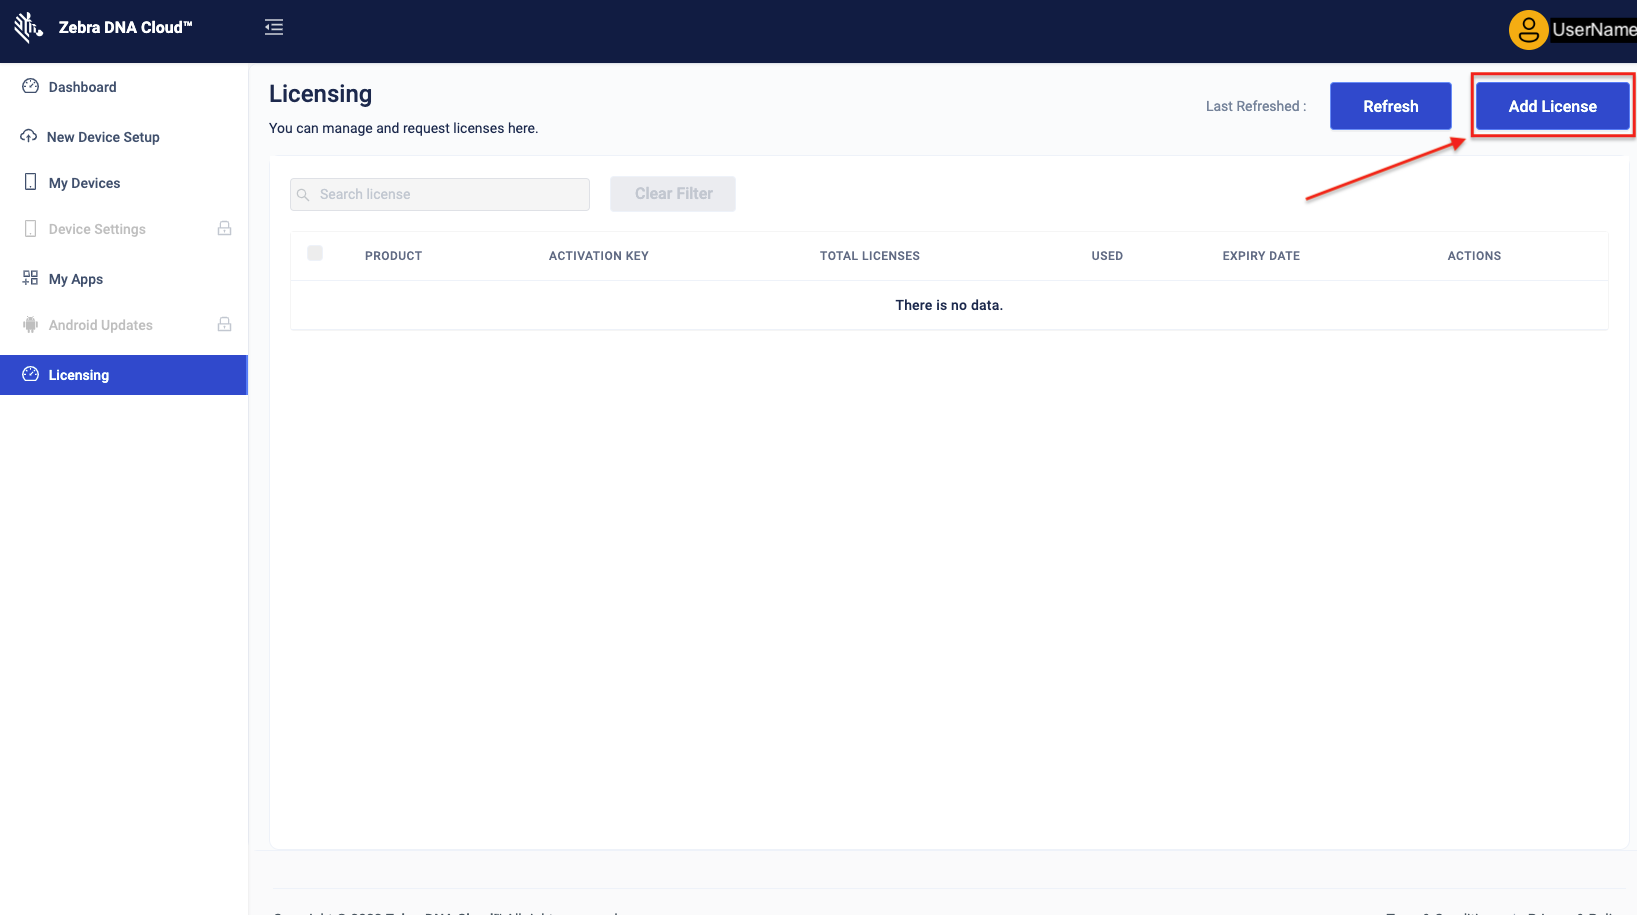 Zebra DNA Cloud™
UserName
Dashboard
New Device Setup
My Devices
Device Settings
My Apps
Android Updates
Licensing
Licensing
You can manage and request licenses here.
Last Refreshed :
Refresh
Add License
Search license
Clear Filter
PRODUCT ACTIVATION KEY TOTAL LICENSES USED EXPIRY DATE ACTIONS
There is no data.